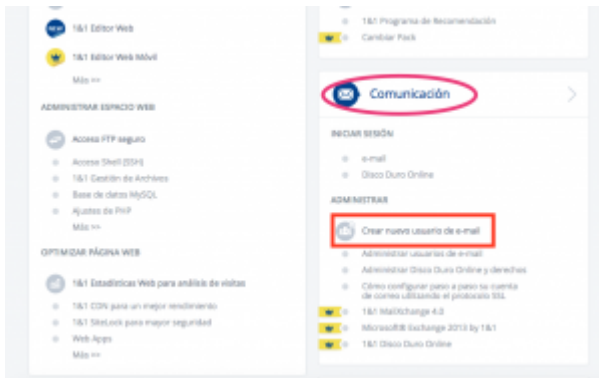 1&1 Editor Web
1&1 Editor Web Móvil
Más >>
ADMINISTRAR ESPACIO WEB
Acceso FTP seguro
Acceso Shell (SSH)
1&1 Gestión de Archivos
Base de datos MySQL
Ajustes de PHP
Más >>
OPTIMIZAR PÁGINA WEB
1&1 Estadísticas Web para análisis de visitas
1&1 CDN para un mejor rendimiento
1&1 SiteLock para mayor seguridad
Web Apps
Más >>
1&1 Programa de Recomendación
Cambiar Pack
Comunicación
INICIAR SESIÓN
e-mail
Disco Duro Online
ADMINISTRAR
Crear nuevo usuario de e-mail
Administrar usuarios de e-mail
Administrar Disco Duro Online y derechos
Cómo configurar paso a paso su cuenta
de correo utilizando el protocolo SSL
1&1 MailXchange 4.0
Microsoft® Exchange 2013 by 1&1
1&1 Disco Duro Online